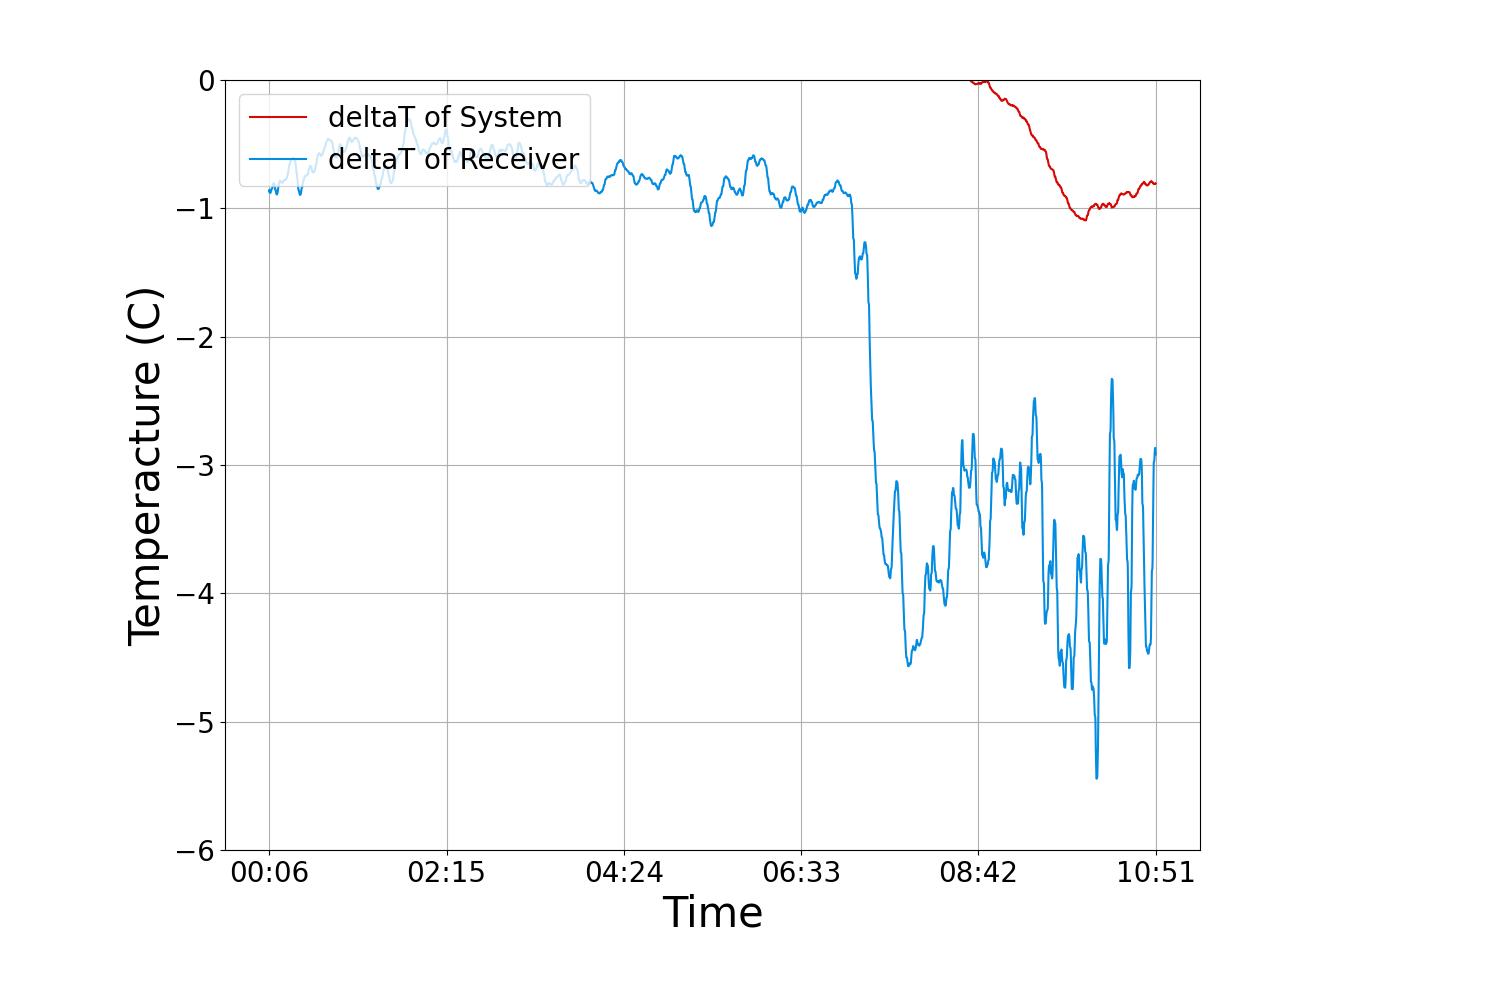 0
−1
−2
−3
−4
−5
−6
Temperacture (C)
deltaT of System
deltaT of Receiver
00:06 02:15 04:24 06:33 08:42 10:51
Time